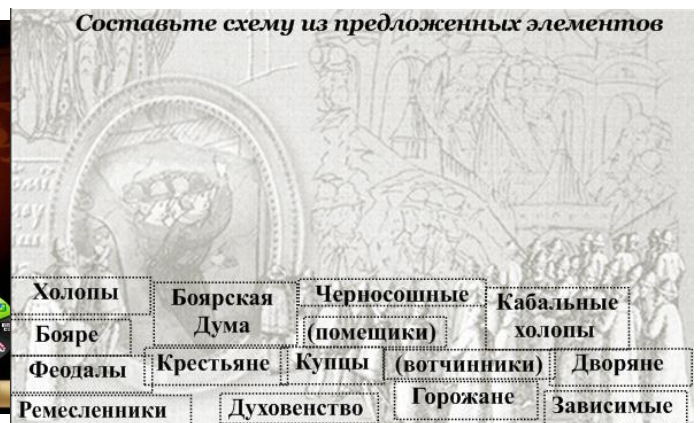 Составьте схему из предложенных элементов
Холопы
Боярская
Дума
Черносошные
Кабальные
холопы
Бояре
(помещики)
Феодалы
Крестьяне
Купцы
(вотчинники)
Дворяне
Ремесленники
Духовенство
Горожане
Зависимые